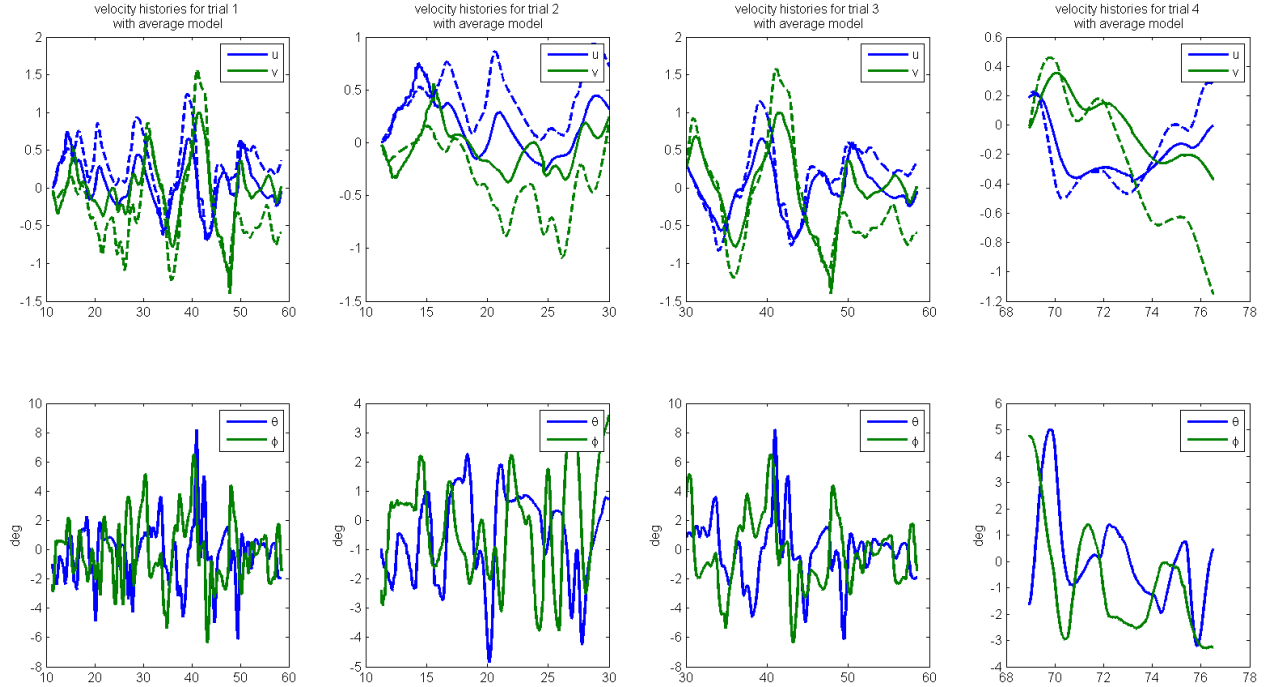 velocity histories for trial 1
with average model
2
1.5
1
0.5
0
-0.5
-1
-1.5
10 20 30 40 50 60
u
v
velocity histories for trial 2
with average model
1
0.5
0
-0.5
-1
-1.5
10 15 20 25 30
u
v
velocity histories for trial 3
with average model
2
1.5
1
0.5
0
-0.5
-1
-1.5
30 40 50 60
u
v
velocity histories for trial 4
with average model
0.6
0.4
0.2
0
-0.2
-0.4
-0.6
-0.8
-1
-1.2
68 70 72 74 76 78
u
v
deg
10
8
6
4
2
0
-2
-4
-6
-8
10 20 30 40 50 60
θ
ϕ
deg
4
3
2
1
0
-1
-2
-3
-4
-5
10 15 20 25 30
θ
ϕ
deg
10
8
6
4
2
0
-2
-4
-6
-8
30 40 50 60
θ
ϕ
deg
6
5
4
3
2
1
0
-1
-2
-3
-4
68 70 72 74 76 78
θ
ϕ